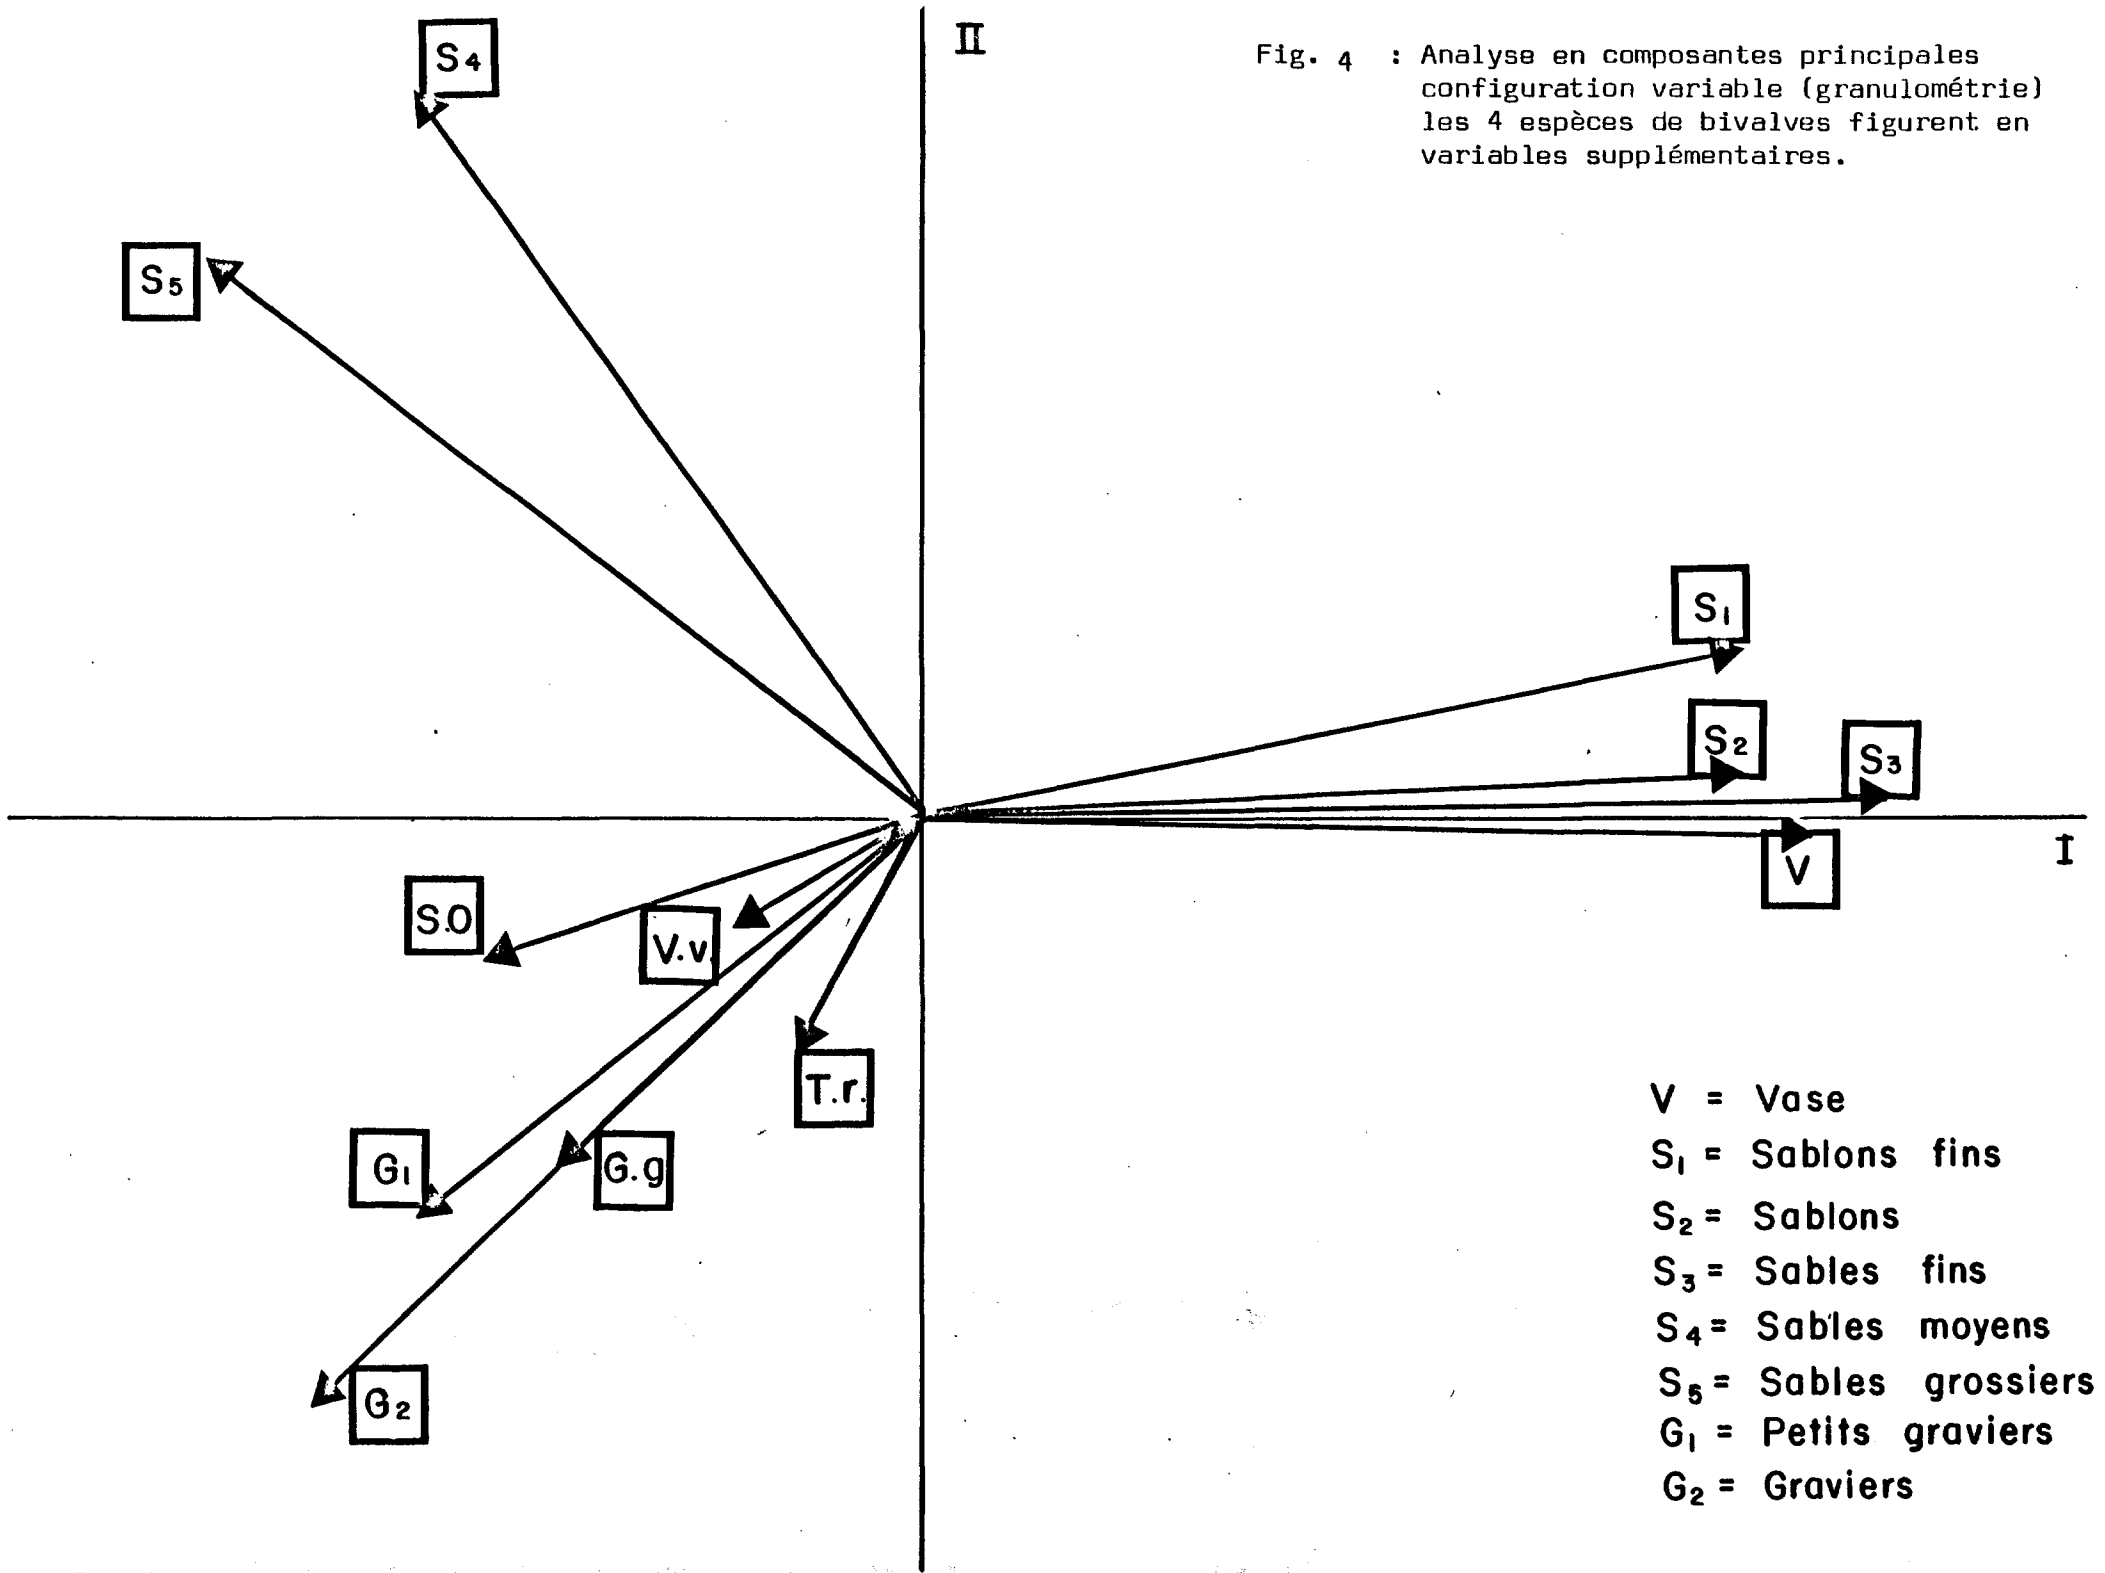 II
Fig. 4 : Analyse en composantes principales
configuration variable (granulométrie)
les 4 espèces de bivalves figurent en
variables supplémentaires.
S4
S5
S1
S2
S3
I
V
S.O
V.v.
T.r.
G1
G.g
G2
V = Vase
S1 = Sablons fins
S2 = Sablons
S3 = Sables fins
S4 = Sables moyens
S5 = Sables grossiers
G1 = Petits graviers
G2 = Graviers